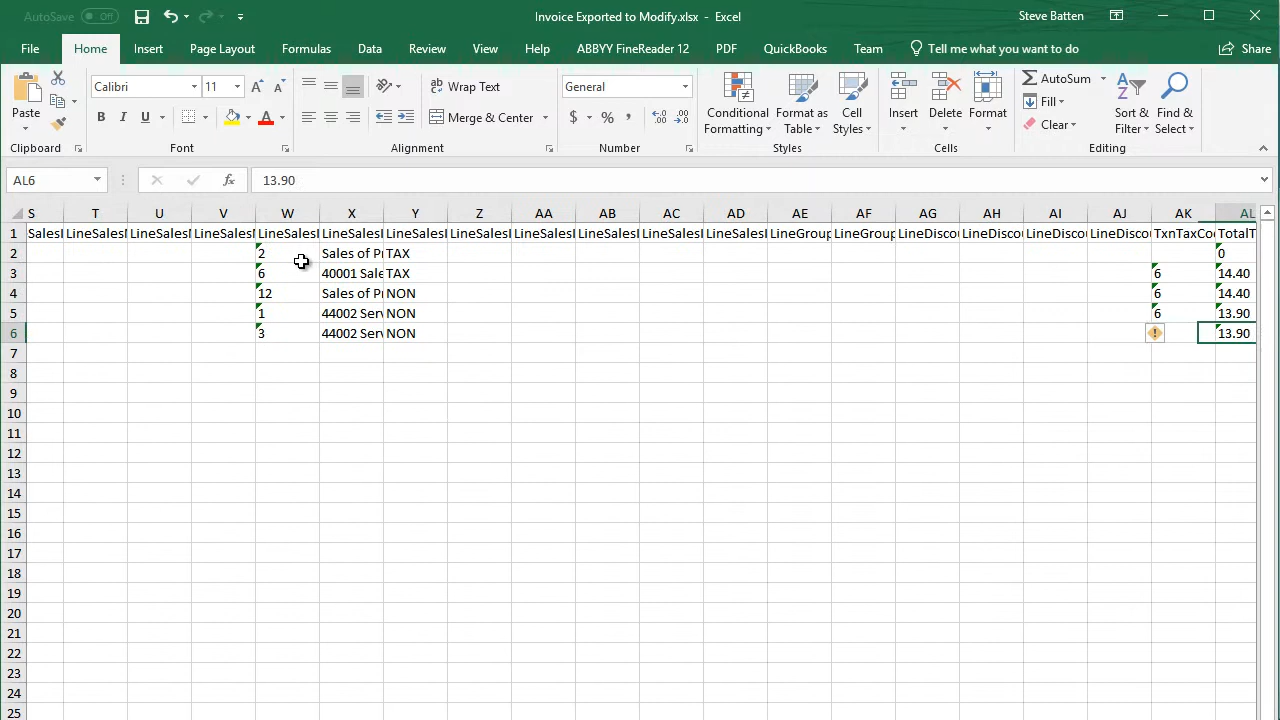 AutoSave Off Invoice Exported to Modify.xlsx - Excel Steve Batten
File Home Insert Page Layout Formulas Data Review View Help ABBYY FineReader 12 PDF QuickBooks Team Tell me what you want to do Share
Paste Calibri 11 A A Wrap Text General Conditional Formatting Format as Table Cell Styles Insert Delete Format AutoSum Sort & Filter Find & Select
B I U A Merge & Center $ % , Fill
Clear
Clipboard Font Alignment Number Styles Cells Editing
AL6 fx 13.90
S T U V W X Y Z AA AB AC AD AE AF AG AH AI AJ AK AL
1 SalesI LineSalesI LineSalesI LineSalesI LineSalesI LineSalesI LineSalesI LineSalesI LineSalesI LineSalesI LineSalesI LineSalesI LineGroup LineGroup LineDisco LineDisco LineDisco LineDisco TxnTaxCo TotalT
2 2 Sales of Pr TAX 0
3 6 40001 Sale TAX 6 14.40
4 12 Sales of Pr NON 6 14.40
5 1 44002 Serv NON 6 13.90
6 3 44002 Serv NON 13.90
7
8
9
10
11
12
13
14
15
16
17
18
19
20
21
22
23
24
25